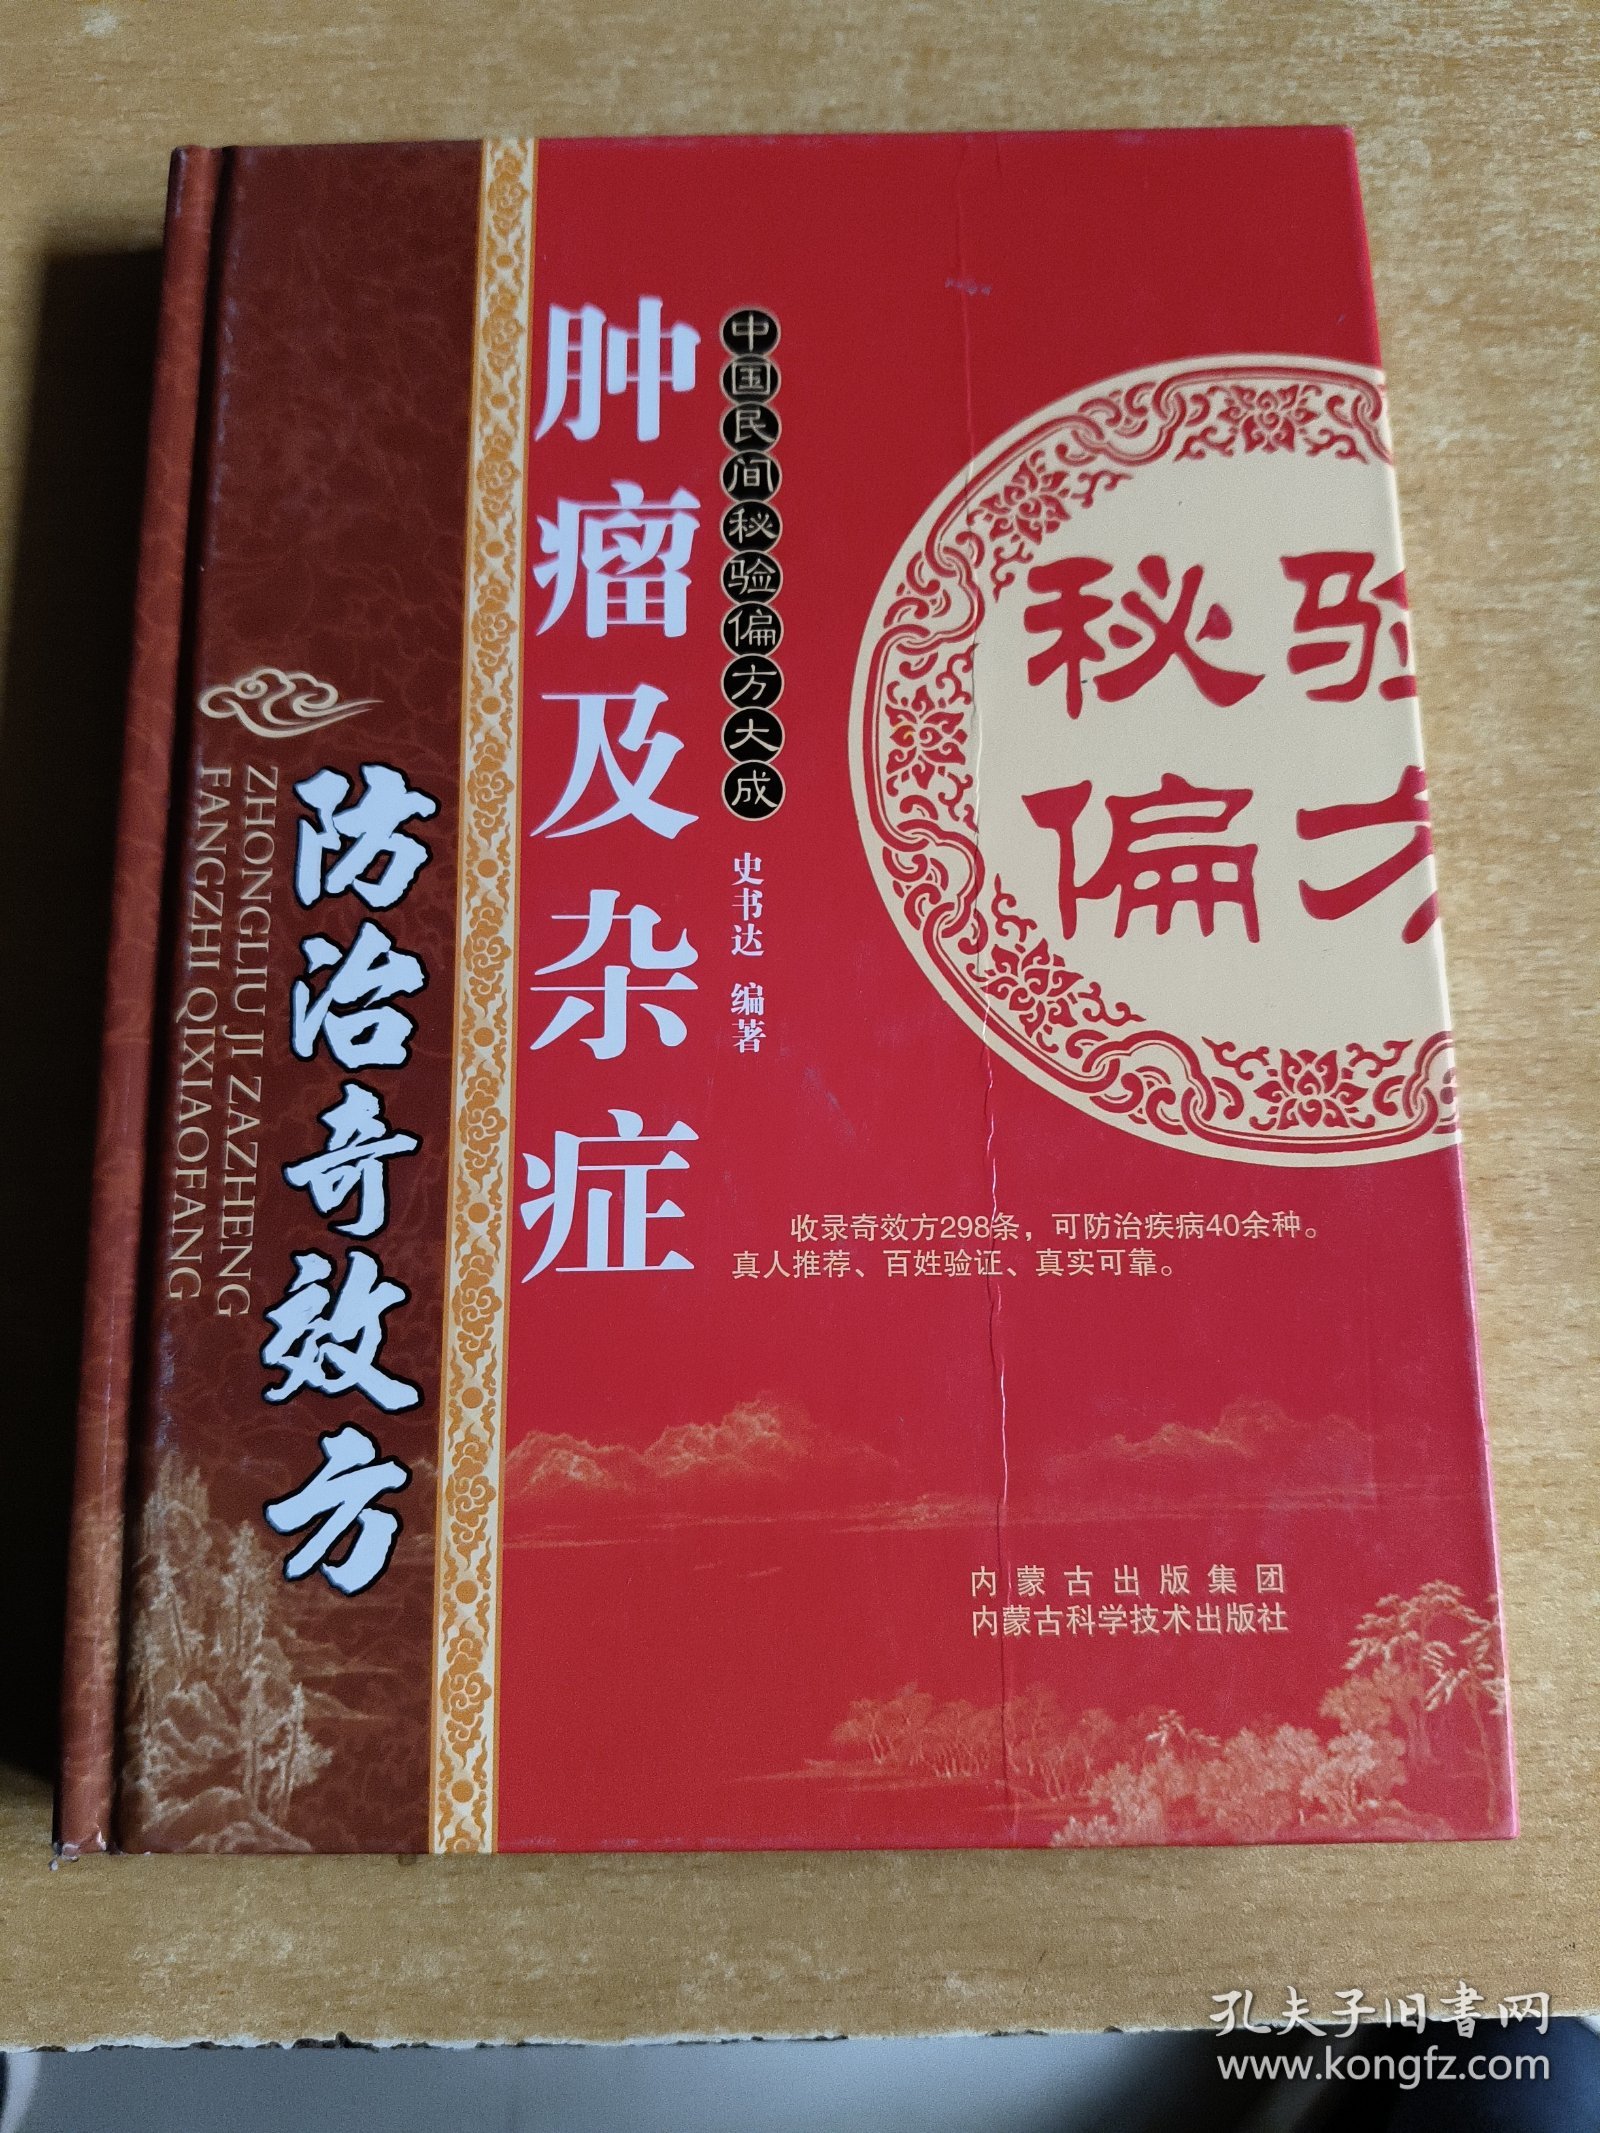 中国民间秘验偏方大成
肿瘤及杂症
防治奇效方
ZHONGLIU JI ZAZHENG
FANGZHI QIXIAOFANG
史书达 编著
秘验
偏方
收录奇效方298条，可防治疾病40余种。
真人推荐、百姓验证、真实可靠。
内蒙古出版集团
内蒙古科学技术出版社
孔夫子旧书网
www.kongfz.com